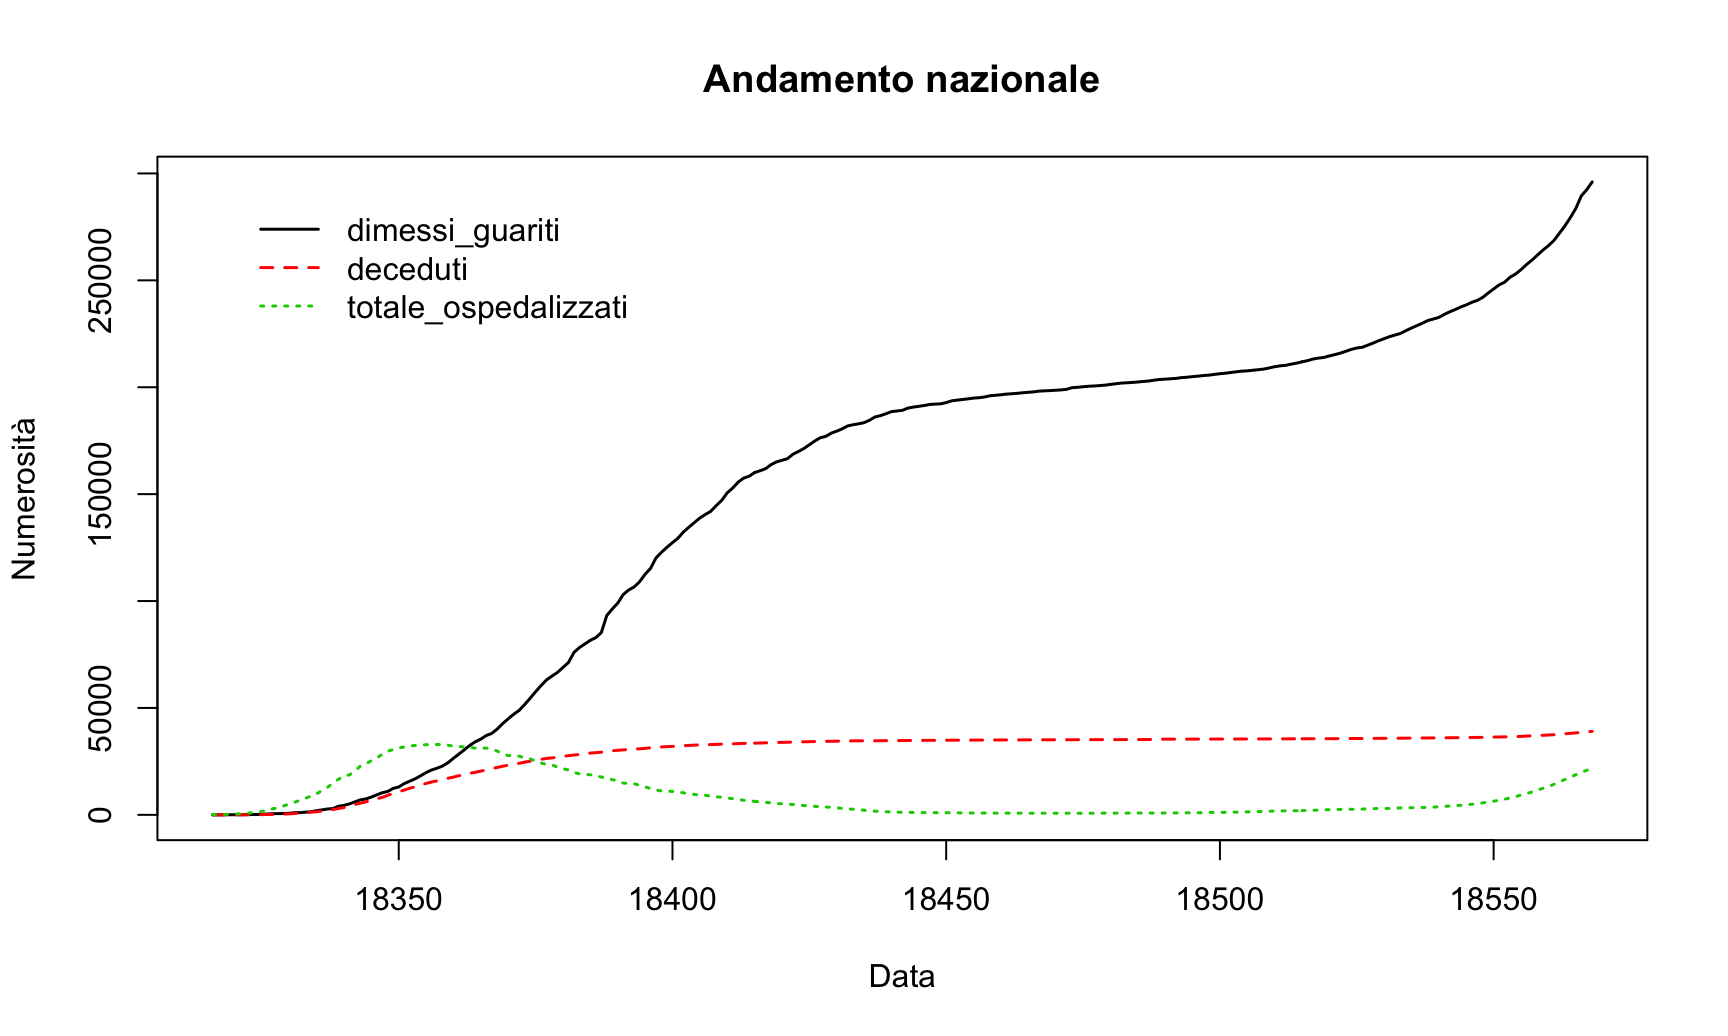 Andamento nazionale
dimessi_guariti
deceduti
totale_ospedalizzati
Numerosità
250000
150000
50000
0
18350 18400 18450 18500 18550
Data